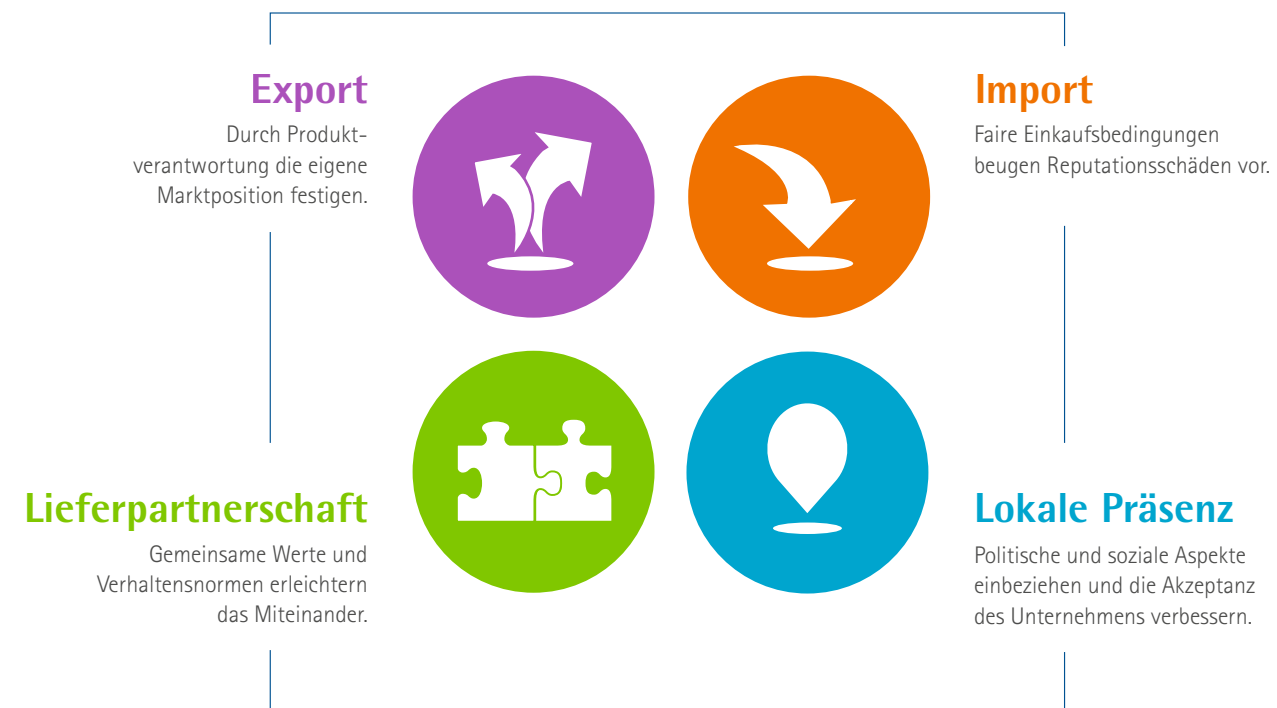 Export
Durch Produkt-
verantwortung die eigene
Marktposition festigen.
Import
Faire Einkaufsbedingungen
beugen Reputationsschäden vor.
Lieferpartnerschaft
Gemeinsame Werte und
Verhaltensnormen erleichtern
das Miteinander.
Lokale Präsenz
Politische und soziale Aspekte
einbeziehen und die Akzeptanz
des Unternehmens verbessern.